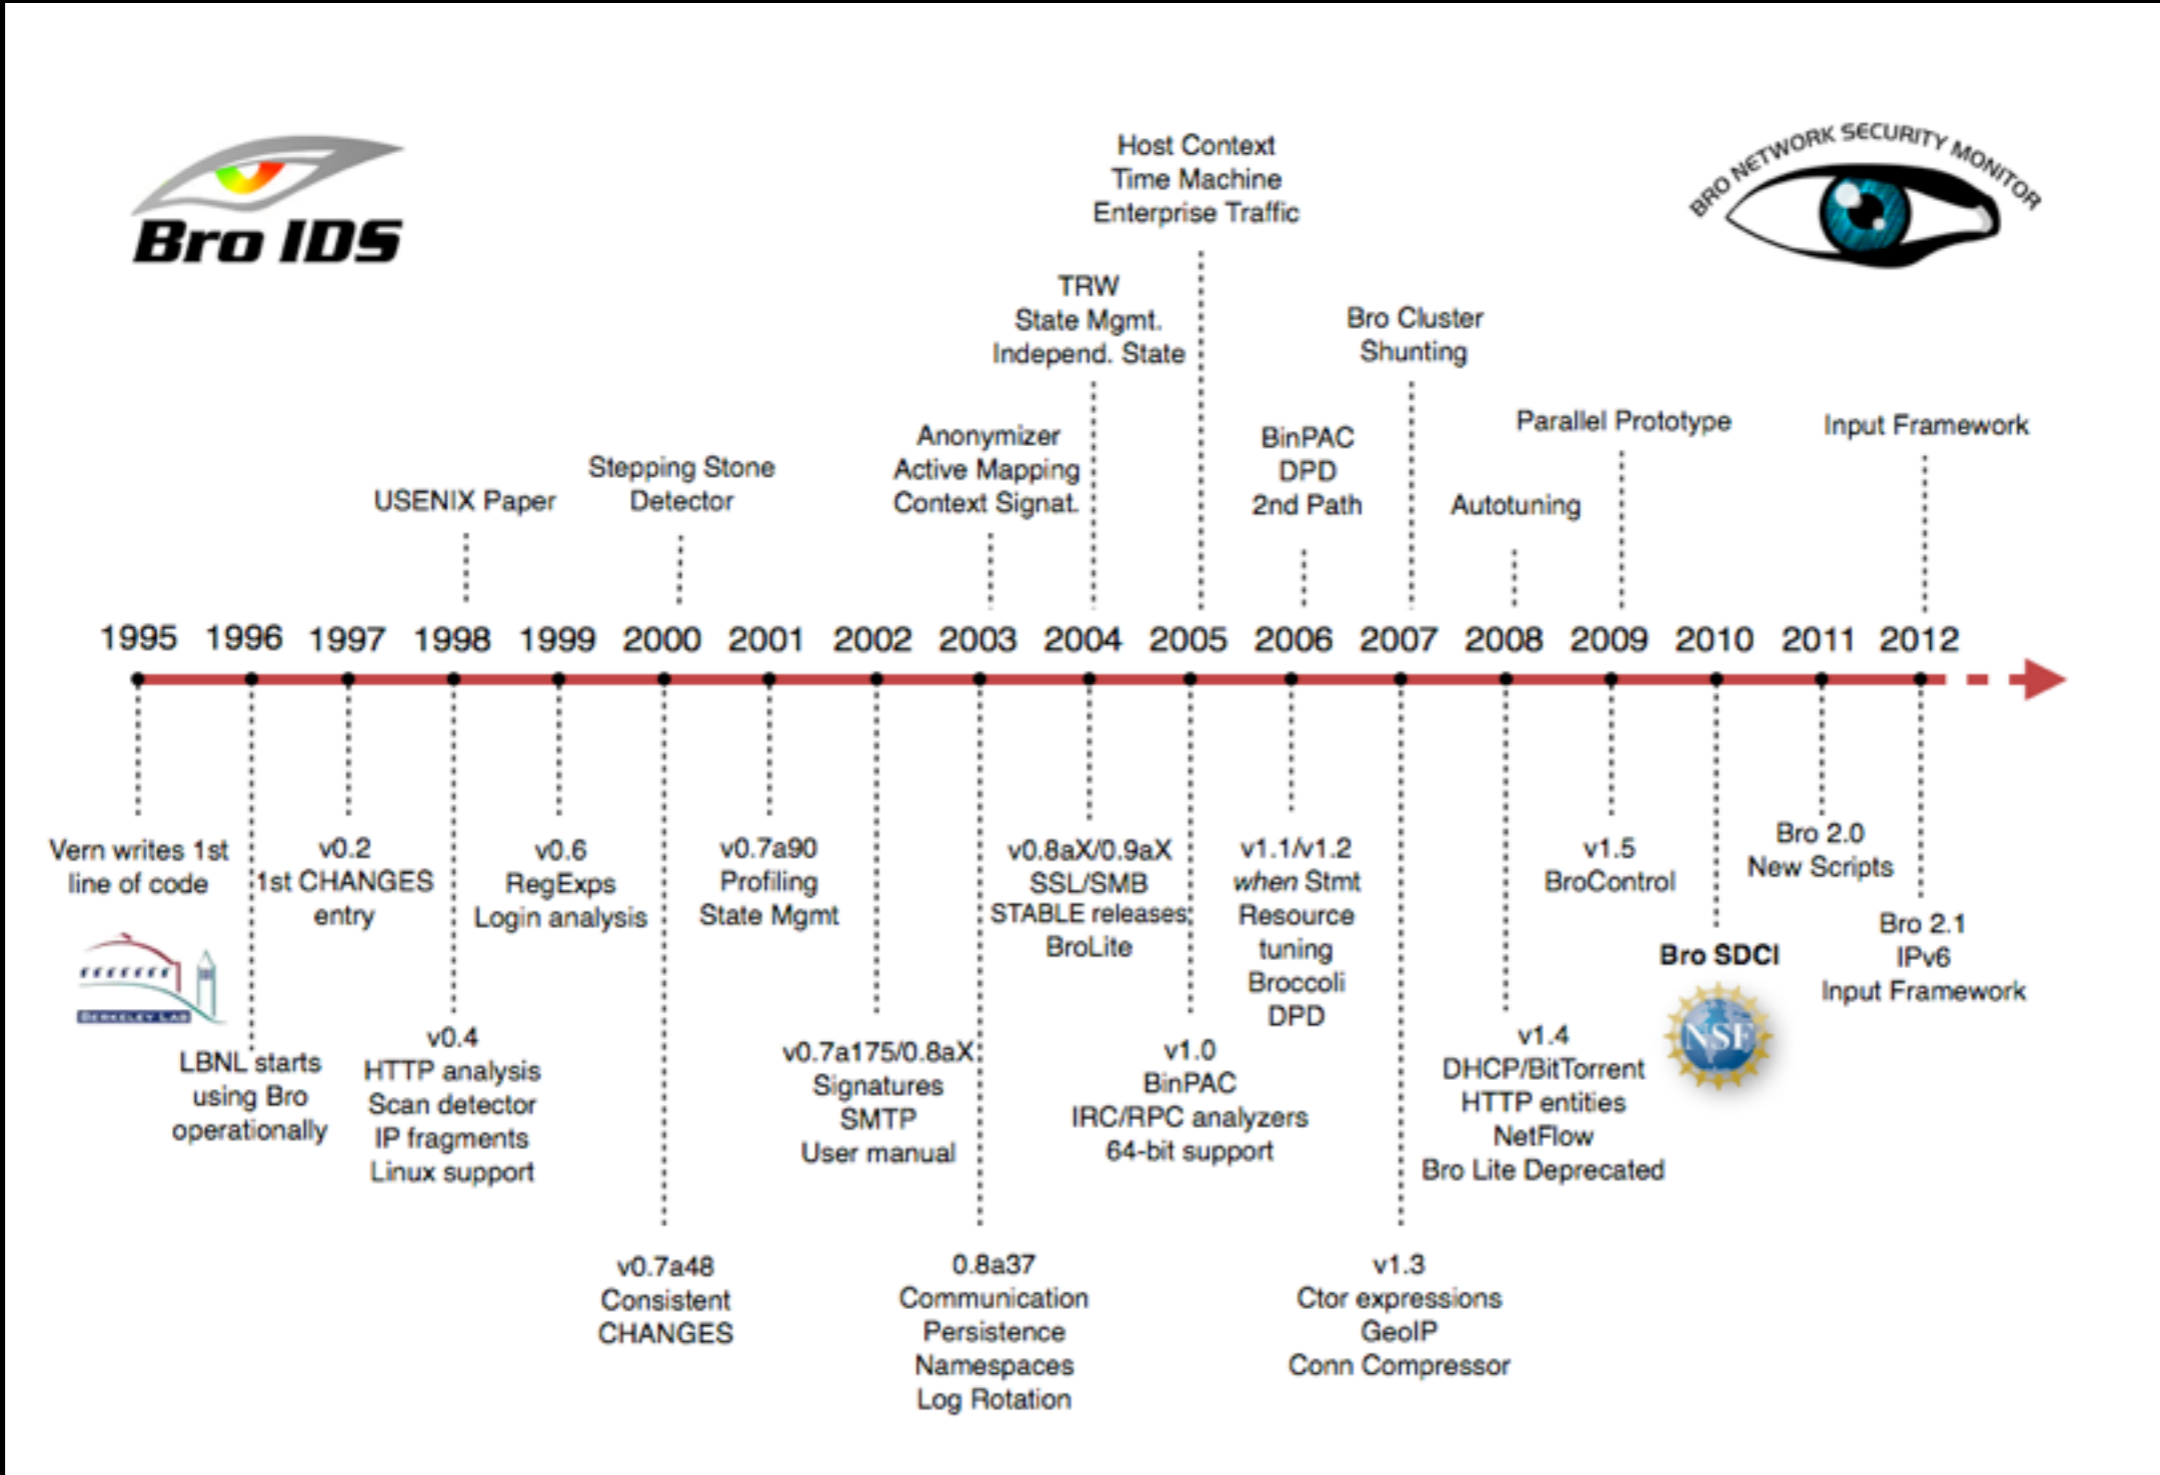 Bro IDS
BRO NETWORK SECURITY MONITOR
Host Context
Time Machine
Enterprise Traffic
TRW
State Mgmt.
Independ. State
Bro Cluster
Shunting
Parallel Prototype
Input Framework
Anonymizer
Active Mapping
Context Signat.
BinPAC
DPD
2nd Path
Stepping Stone
Detector
USENIX Paper
Autotuning
1995 1996 1997 1998 1999 2000 2001 2002 2003 2004 2005 2006 2007 2008 2009 2010 2011 2012
Vern writes 1st
line of code
BERKELEY LAB
LBNL starts
using Bro
operationally
v0.2
1st CHANGES
entry
v0.4
HTTP analysis
Scan detector
IP fragments
Linux support
v0.6
RegExps
Login analysis
v0.7a48
Consistent
CHANGES
v0.7a90
Profiling
State Mgmt
v0.7a175/0.8aX
Signatures
SMTP
User manual
0.8a37
Communication
Persistence
Namespaces
Log Rotation
v0.8aX/0.9aX
SSL/SMB
STABLE releases
BroLite
v1.0
BinPAC
IRC/RPC analyzers
64-bit support
v1.1/v1.2
when Stmt
Resource
tuning
Broccoli
DPD
v1.3
Ctor expressions
GeoIP
Conn Compressor
v1.4
DHCP/BitTorrent
HTTP entities
NetFlow
Bro Lite Deprecated
v1.5
BroControl
Bro SDCI
NSF
Bro 2.0
New Scripts
Bro 2.1
IPv6
Input Framework